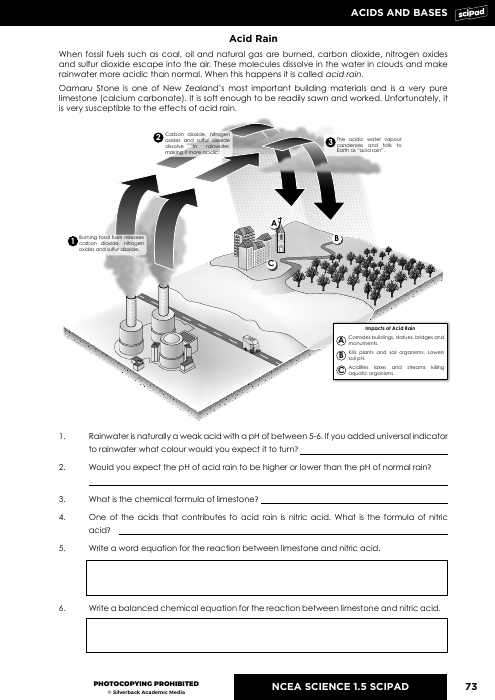 ACIDS AND BASES
scipad
Acid Rain
When fossil fuels such as coal, oil and natural gas are burned, carbon dioxide, nitrogen oxides
and sulfur dioxide escape into the air. These molecules dissolve in the water in clouds and make
rainwater more acidic than normal. When this happens it is called acid rain.
Oamaru Stone is one of New Zealand's most important building materials and is a very pure
limestone (calcium carbonate). It is soft enough to be readily sawn and worked. Unfortunately, it
is very susceptible to the effects of acid rain.
2
Carbon dioxide, nitrogen
oxides and sulfur dioxide
dissolve in rainwater,
making it more acidic.
3
The acidic water vapour
condenses and falls to
Earth as "acid rain".
1
Burning fossil fuels releases
carbon dioxide, nitrogen
oxides and sulfur dioxide.
A
B
C
Impacts of Acid Rain
A Corrodes buildings, statues, bridges and
monuments.
B Kills plants and soil organisms. Lowers
soil pH.
C Acidifies lakes and streams killing
aquatic organisms.
1. Rainwater is naturally a weak acid with a pH of between 5-6. If you added universal indicator
to rainwater what colour would you expect it to turn?
2. Would you expect the pH of acid rain to be higher or lower than the pH of normal rain?
3. What is the chemical formula of limestone?
4. One of the acids that contributes to acid rain is nitric acid. What is the formula of nitric
acid?
5. Write a word equation for the reaction between limestone and nitric acid.
6. Write a balanced chemical equation for the reaction between limestone and nitric acid.
PHOTOCOPYING PROHIBITED
© Silverback Academic Media
NCEA SCIENCE 1.5 SCIPAD
73